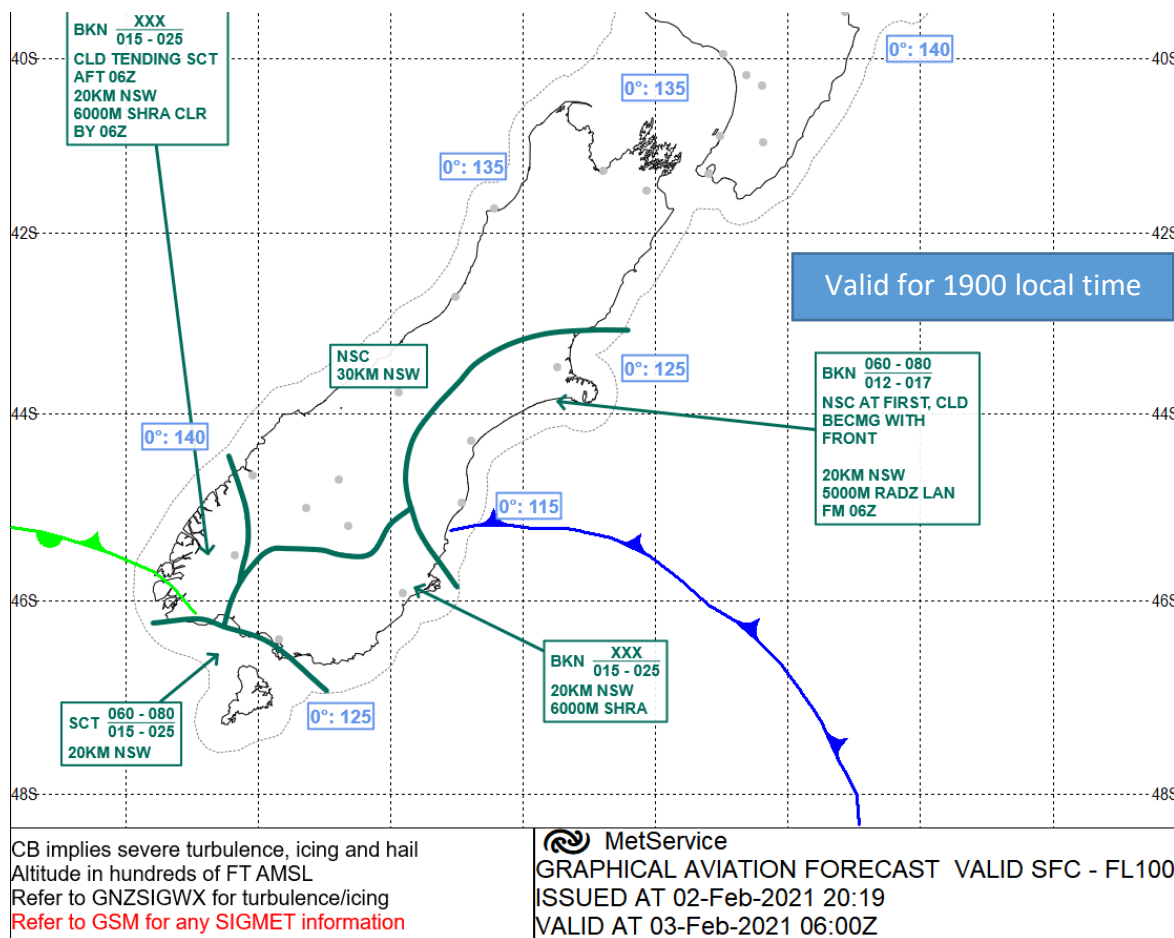 BKN XXX
015 - 025
CLD TENDING SCT
AFT 06Z
20KM NSW
6000M SHRA CLR
BY 06Z
40S
0°: 140
40S
0°: 135
0°: 135
42S
42S
Valid for 1900 local time
NSC
30KM NSW
0°: 125
BKN 060 - 080
012 - 017
NSC AT FIRST, CLD
BECMG WITH
FRONT
20KM NSW
5000M RADZ LAN
FM 06Z
44S
44S
0°: 140
0°: 115
46S
46S
BKN XXX
015 - 025
20KM NSW
6000M SHRA
SCT 060 - 080
015 - 025
20KM NSW
0°: 125
48S
48S
CB implies severe turbulence, icing and hail
Altitude in hundreds of FT AMSL
Refer to GNZSIGWX for turbulence/icing
Refer to GSM for any SIGMET information
MetService
GRAPHICAL AVIATION FORECAST VALID SFC - FL100
ISSUED AT 02-Feb-2021 20:19
VALID AT 03-Feb-2021 06:00Z